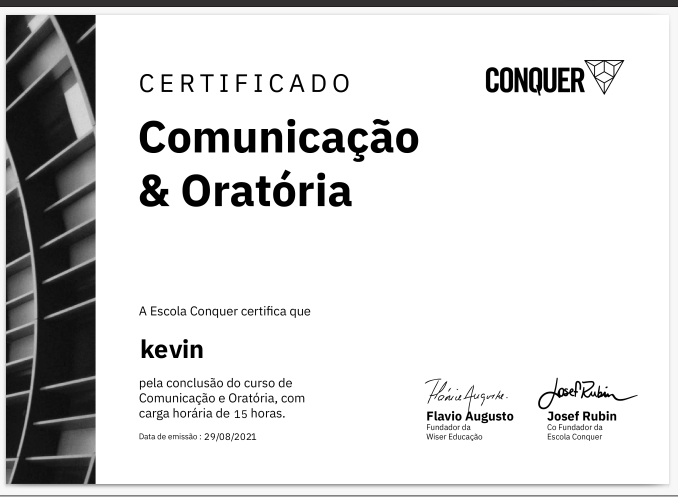 CERTIFICADO
CONQUER
Comunicação
& Oratória
A Escola Conquer certifica que
kevin
pela conclusão do curso de
Comunicação e Oratória, com
carga horária de 15 horas.
Data de emissão : 29/08/2021
Flávio Augusto.
Flavio Augusto
Fundador da
Wiser Educação
Josef Rubin
Josef Rubin
Co Fundador da
Escola Conquer